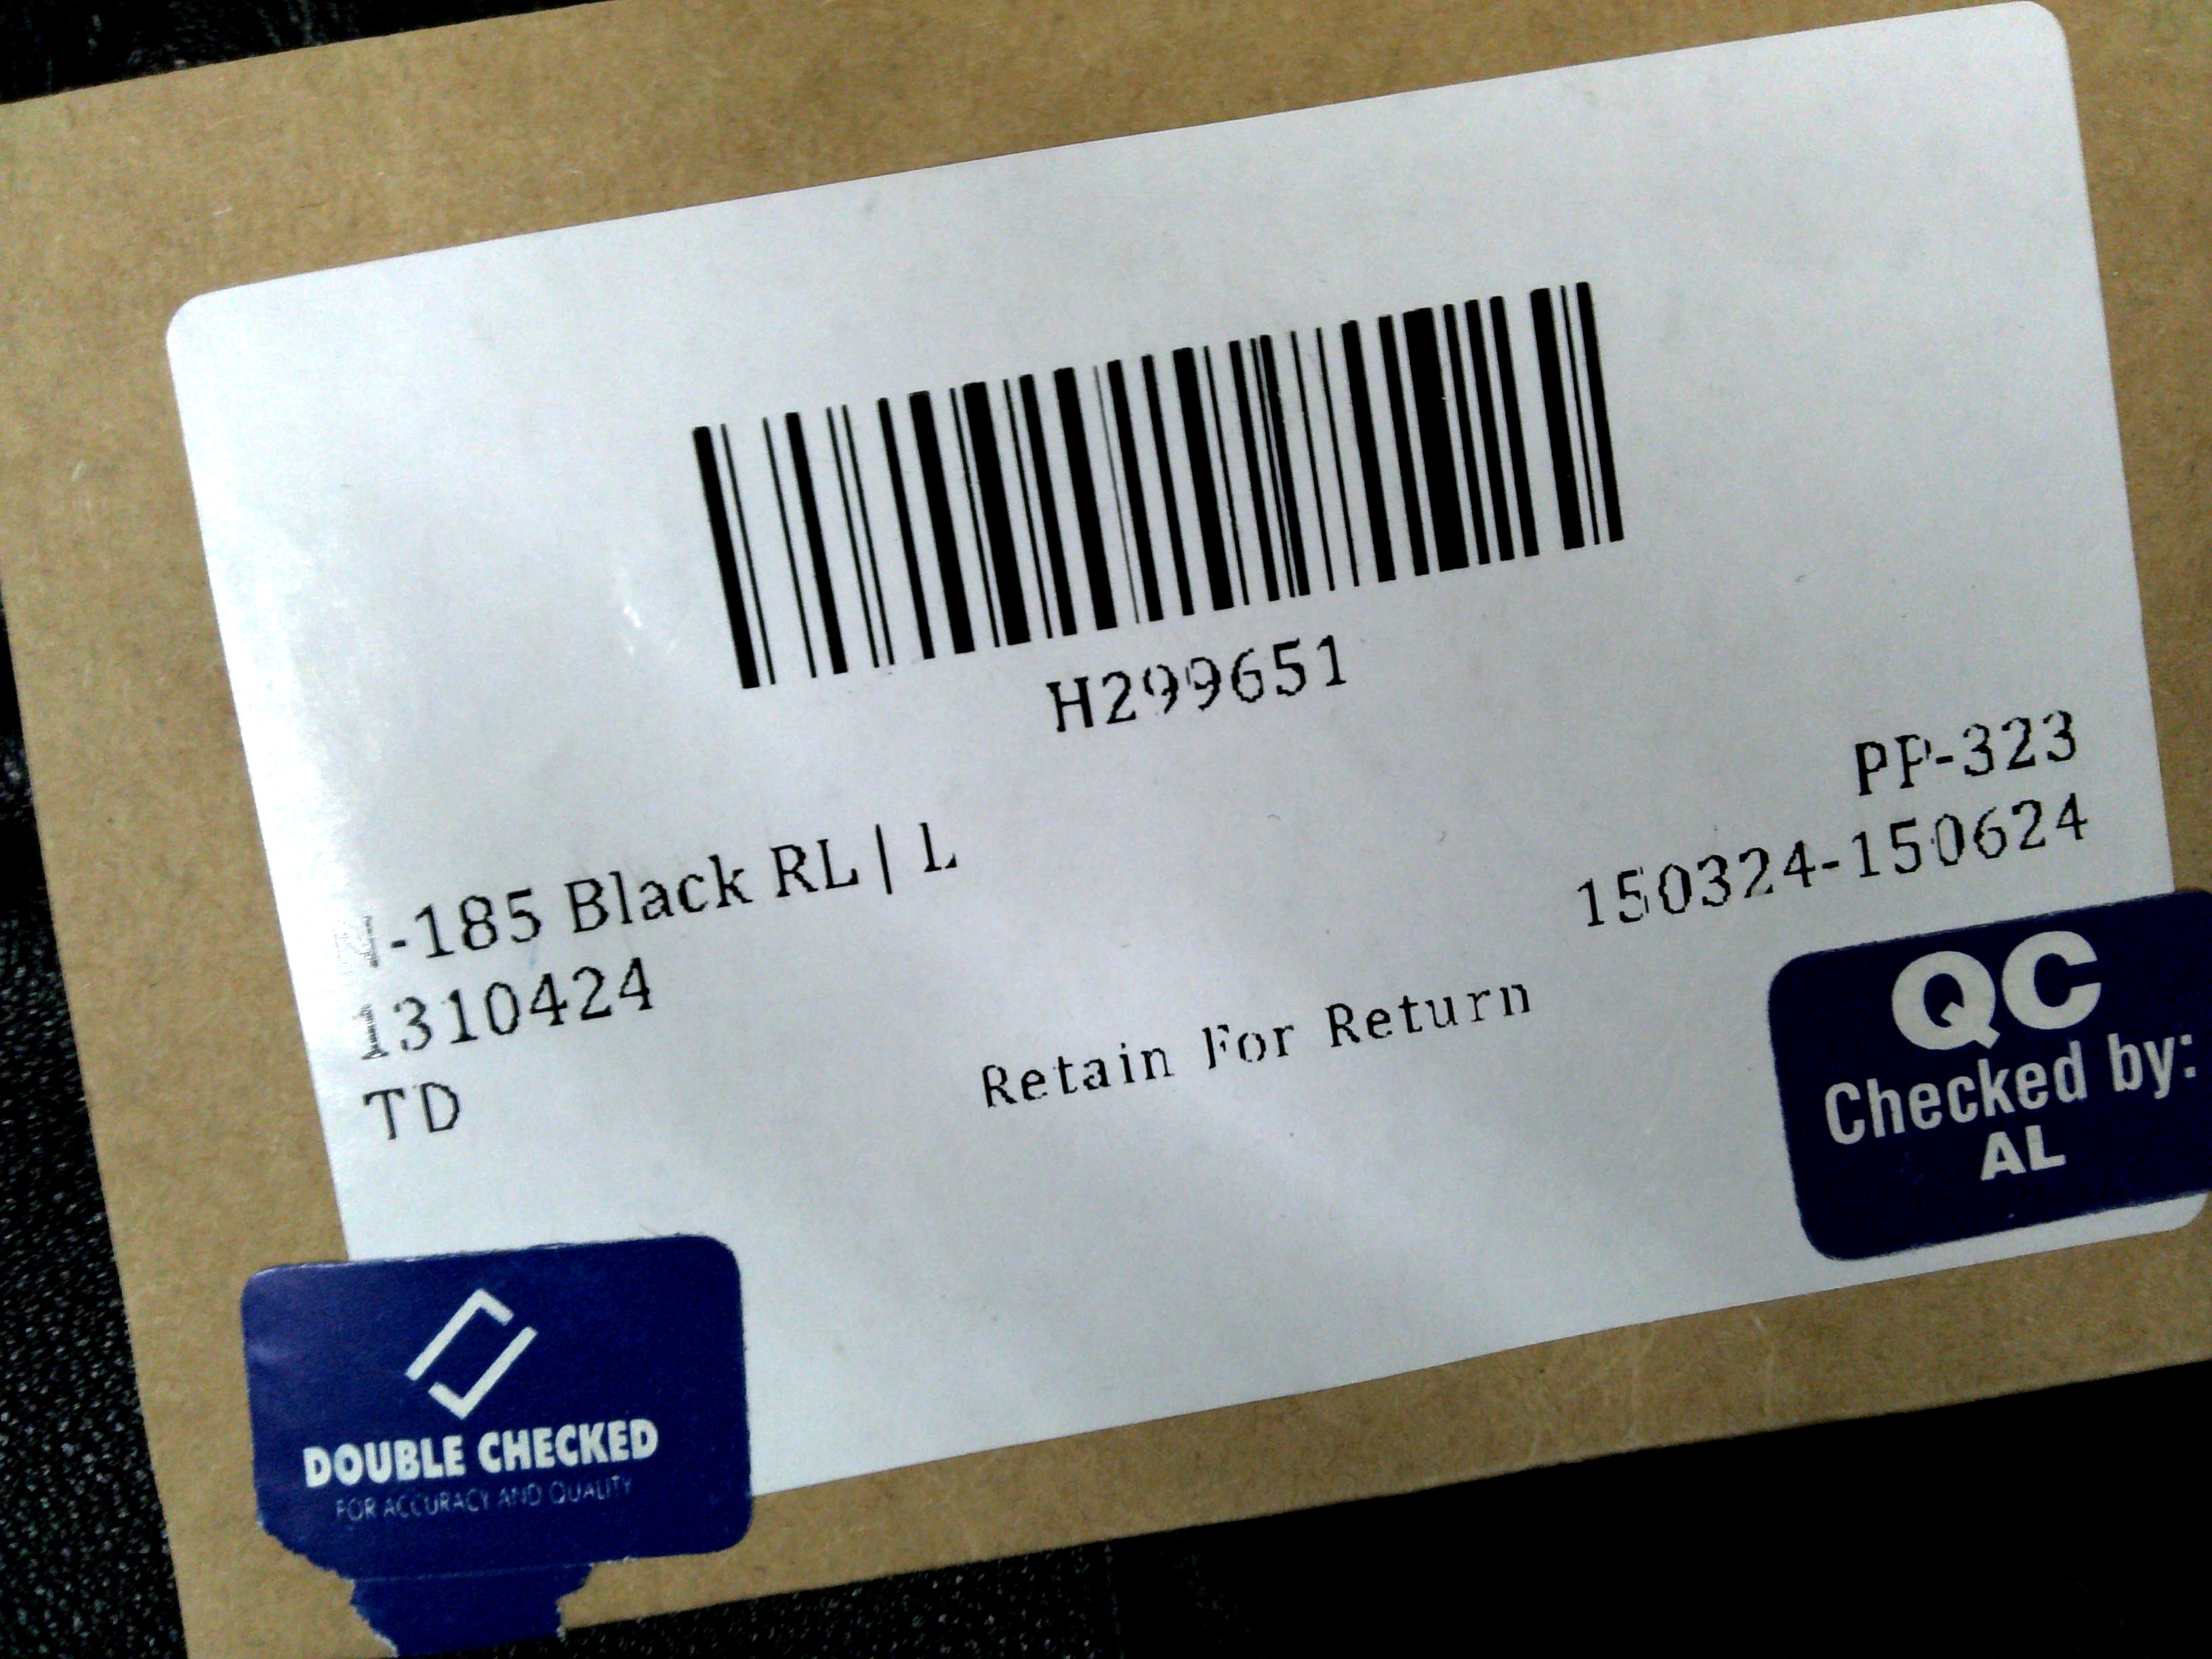 H299651
PP-323
150324-150624
-185 Black RL | L
1310424
TD
Retain For Return
QC
Checked by:
AL
DOUBLE CHECKED
FOR ACCURACY AND QUALITY